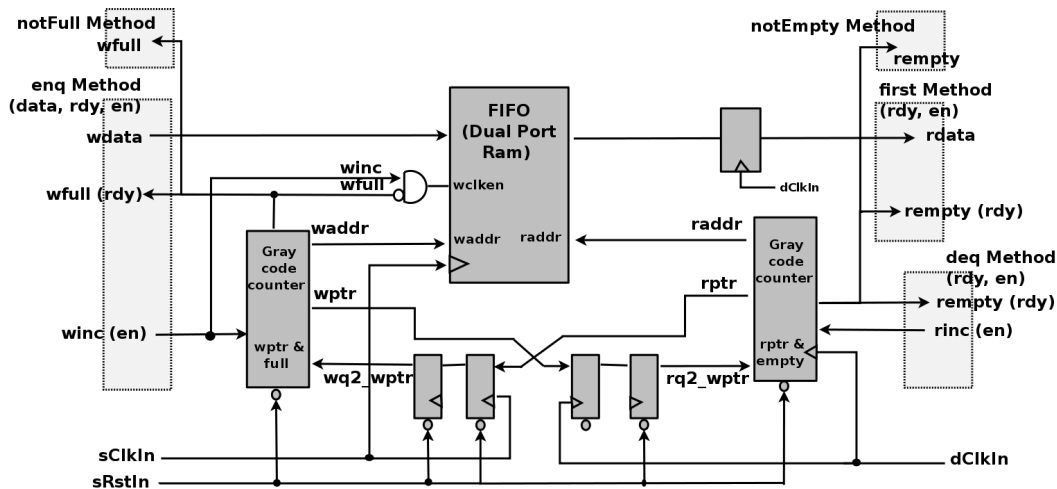 notFull Method
wfull
enq Method
(data, rdy, en)
wdata
wfull (rdy)
winc (en)
winc
wfull
FIFO
(Dual Port
Ram)
wclken
waddr
raddr
Gray
code
counter
wptr &
full
waddr
wptr
wq2_wptr
raddr
rptr
rq2_wptr
Gray
code
counter
rptr &
empty
dClkIn
notEmpty Method
rempty
first Method
(rdy, en)
rdata
rempty (rdy)
deq Method
(rdy, en)
rempty (rdy)
rinc (en)
sClkIn
sRstIn
dClkIn